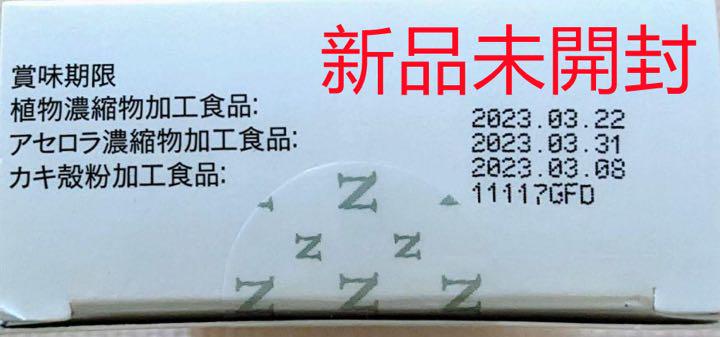 新品未開封
賞味期限
植物濃縮物加工食品: 2023.03.22
アセロラ濃縮物加工食品: 2023.03.31
カキ殻粉加工食品: 2023.03.08
11117GFD
Z
Z Z
Z Z Z